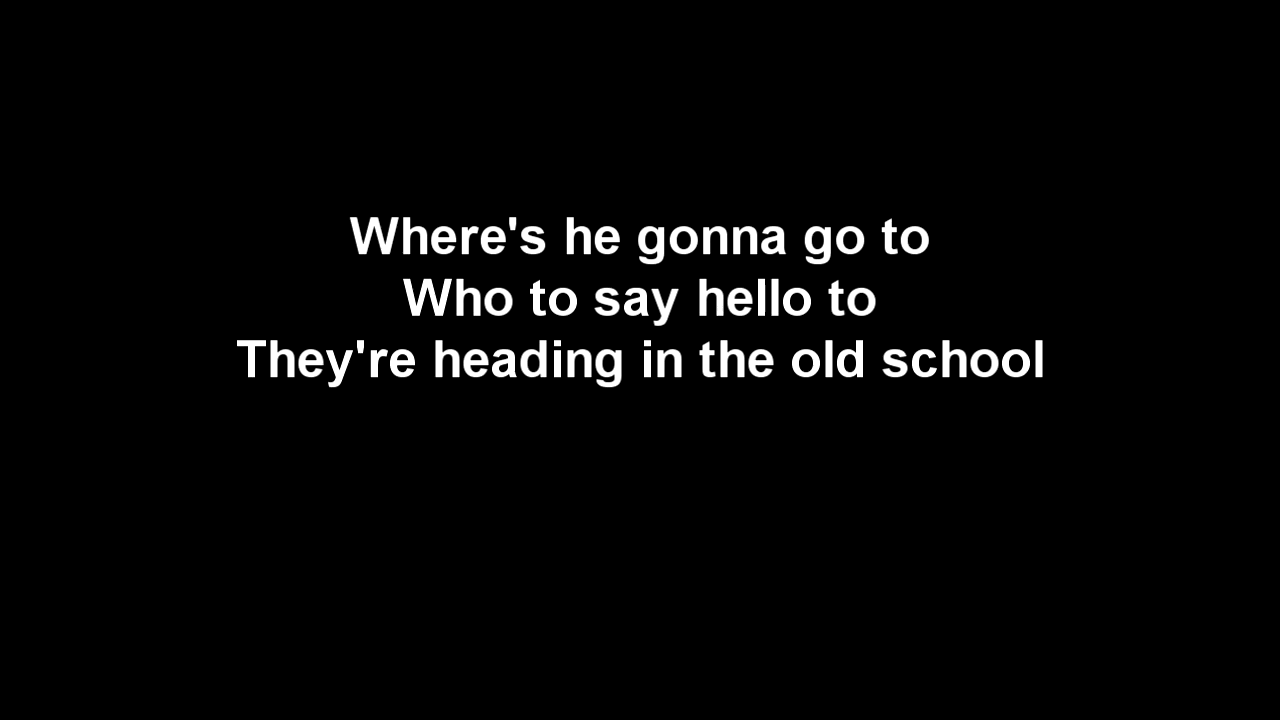 Where's he gonna go to
Who to say hello to
They're heading in the old school